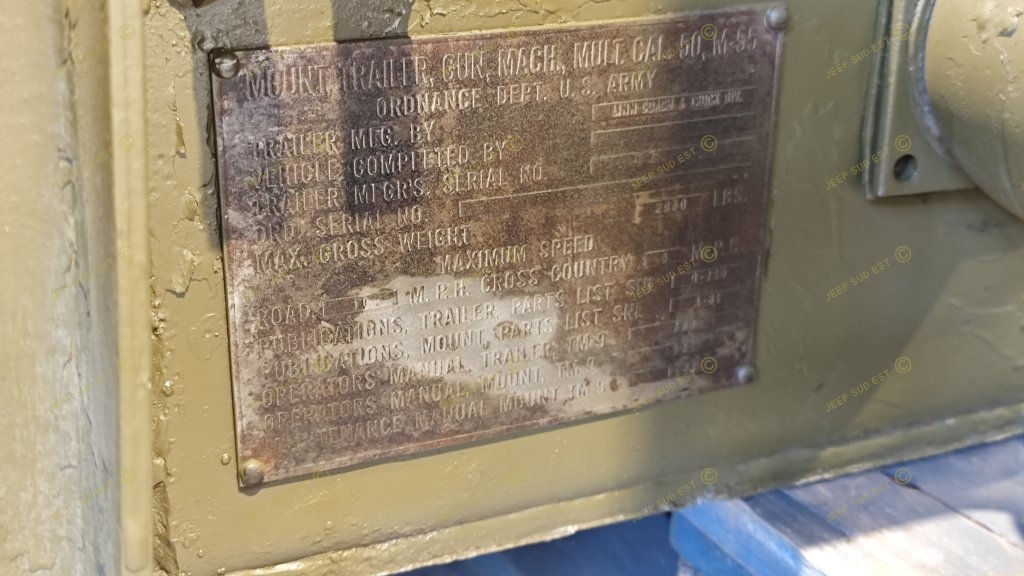 MOUNT, TRAILER, GUN, MACH, MULT CAL. 50, M-55
ORDNANCE DEPT. U.S. ARMY
TRAILER MFG. BY
VEHICLE COMPLETED BY
TRAILER MFGR'S SERIAL NO.
ORD. SERIAL NO.
MAX. GROSS WEIGHT LBS.
MAXIMUM SPEED
ROAD M.P.H. CROSS COUNTRY M.P.H.
PUBLICATIONS, TRAILER, PARTS LIST SNL
PUBLICATIONS, MOUNT, PARTS LIST SNL
OPERATORS MANUAL, TRAILER, TM 9
OPERATORS MANUAL, MOUNT, TM 9
MANUAL MOUNT, TM 9
JEEP SUD EST ©